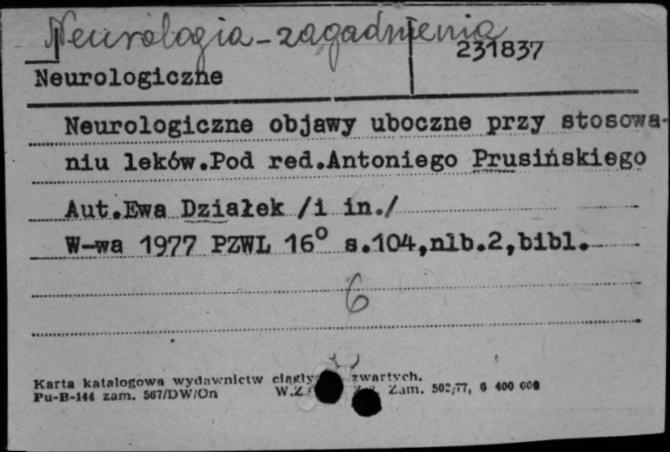 Neurologia - zagadnienia
231837
Neurologiczne
Neurologiczne objawy uboczne przy stosowa-
niu leków.Pod red.Antoniego Prusińskiego
Aut.Ewa Działek /i in./
W-wa 1977 PZWL 16° s.104,nlb.2,bibl.
6
Karta katalogowa wydawnictw ciągły zwartych.
Pu-B-144 zam. 567/DW/On W.Z. Zam. 502/77, 6 400 000